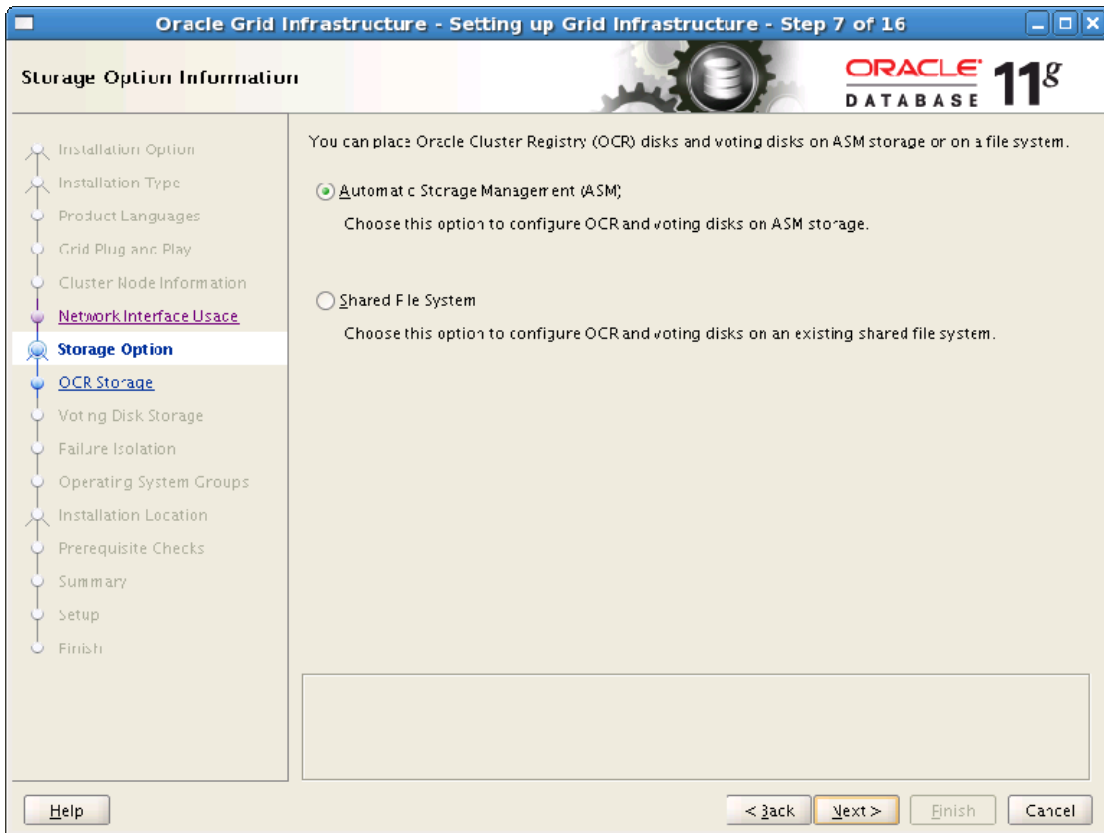 Oracle Grid Infrastructure - Setting up Grid Infrastructure - Step 7 of 16
Storage Option Information
ORACLE
DATABASE
11g
Installation Option
Installation Type
Product Languages
Grid Plug and Play
Cluster Node Information
Network Interface Usage
Storage Option
OCR Storage
Voting Disk Storage
Failure Isolation
Operating System Groups
Installation Location
Prerequisite Checks
Summary
Setup
Finish
You can place Oracle Cluster Registry (OCR) disks and voting disks on ASM storage or on a file system.
Automatic Storage Management (ASM)
Choose this option to configure OCR and voting disks on ASM storage.
Shared File System
Choose this option to configure OCR and voting disks on an existing shared file system.
Help
< Back
Next >
Finish
Cancel